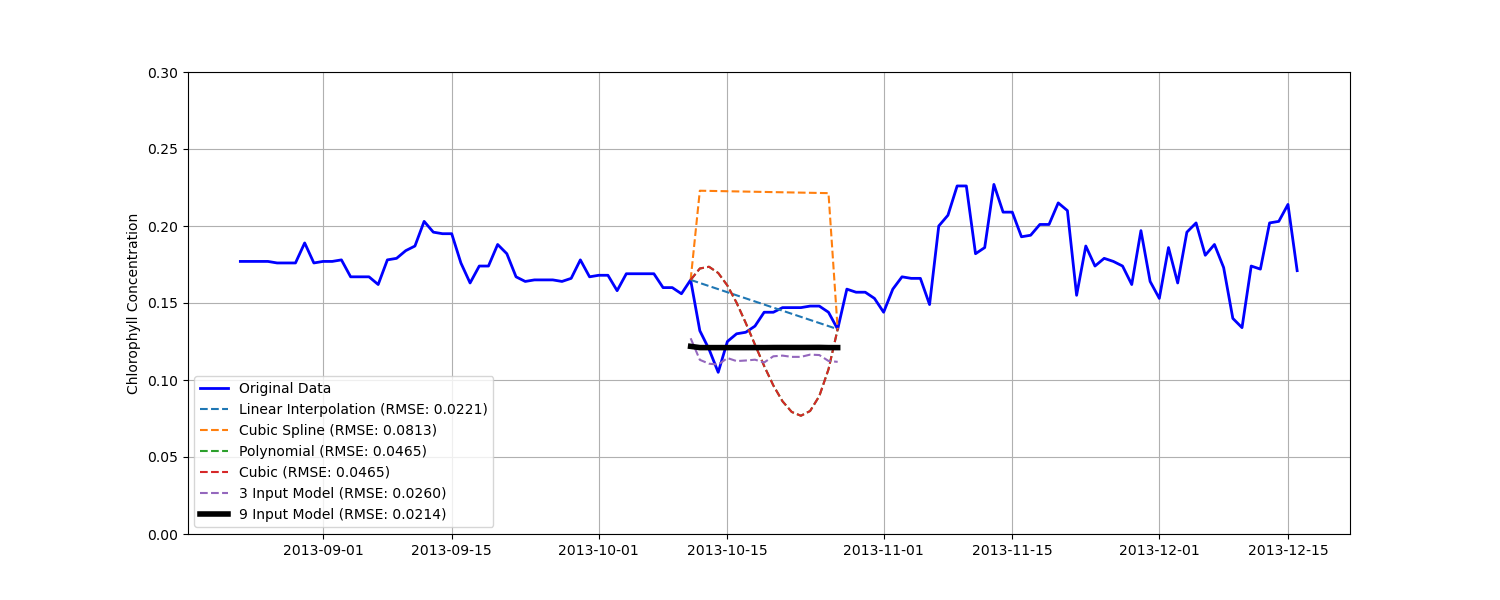 0.30
0.25
0.20
0.15
0.10
0.05
0.00
Chlorophyll Concentration
Original Data
Linear Interpolation (RMSE: 0.0221)
Cubic Spline (RMSE: 0.0813)
Polynomial (RMSE: 0.0465)
Cubic (RMSE: 0.0465)
3 Input Model (RMSE: 0.0260)
9 Input Model (RMSE: 0.0214)
2013-09-01 2013-09-15 2013-10-01 2013-10-15 2013-11-01 2013-11-15 2013-12-01 2013-12-15